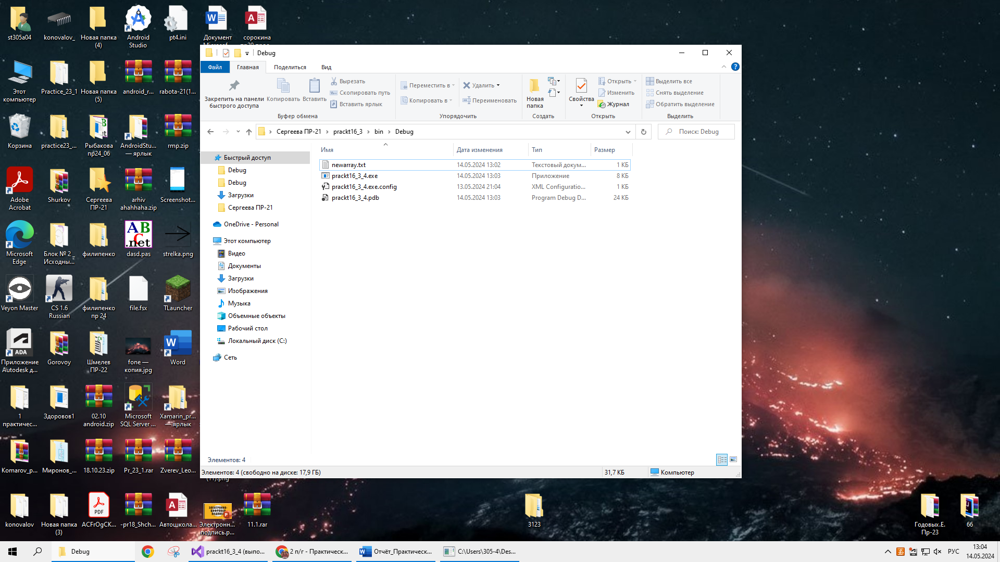 st305a04
konovalov_
Новая папка (4)
Android Studio
pt4.ini
Документ
сорокина
Этот компьютер
Practice_23_1
Новая папка (5)
android_r...
rabota-21(1...
Корзина
practice23_...
Рыбакова пр24_06
AndroidStu... — ярлык
rmp.zip
Adobe Acrobat
Shurkov
Сергеева ПР-21
arhiv ahahhaha.zip
Screenshot...
Microsoft Edge
Блок № 2 _ Исходны...
филипенко
dasd.pas
strelka.png
Veyon Master
CS 1.6 Russian
филипенко пр 24
file.fsx
TLauncher
Приложение Autodesk д...
Gorovoy
Шмелев ПР-22
fone — копия.jpg
Word
1 практичес...
Здоровов1
02.10 android.zip
Microsoft SQL Server ...
Xamarin_pr... — ярлык
Komarov_p...
Миронов_...
18.10.23.zip
Pr_23_1.rar
Zverev_Leo...
konovalov
Новая папка (3)
ACFrOgCK...
-pr18_Shch...
Автошкола...
Электронн... подпись.p...
11.1.rar
3123
Годовых.Е. Пр-23
66
Debug
Файл
Главная
Поделиться
Вид
Закрепить на панели быстрого доступа
Копировать
Вставить
Вырезать
Скопировать путь
Вставить ярлык
Буфер обмена
Переместить в
Копировать в
Удалить
Переименовать
Упорядочить
Новая папка
Создать
Свойства
Открыть
Изменить
Журнал
Открыть
Выделить все
Снять выделение
Обратить выделение
Выделить
Сергеева ПР-21 › prackt16_3 › bin › Debug
Поиск: Debug
Имя
Дата изменения
Тип
Размер
newarray.txt 14.05.2024 13:02 Текстовый докум... 1 КБ
prackt16_3_4.exe 14.05.2024 13:03 Приложение 8 КБ
prackt16_3_4.exe.config 13.05.2024 21:04 XML Configuratio... 1 КБ
prackt16_3_4.pdb 14.05.2024 13:03 Program Debug D... 24 КБ
Быстрый доступ
Debug
Debug
Загрузки
Сергеева ПР-21
OneDrive - Personal
Этот компьютер
Видео
Документы
Загрузки
Изображения
Музыка
Объемные объекты
Рабочий стол
Локальный диск (C:)
Сеть
Элементов: 4
Элементов: 4 (свободно на диске: 17,9 ГБ)
31,7 КБ
Компьютер
Debug
prackt16_3_4 (выпо...
2 п/г - Практическ...
Отчёт_Практическ...
C:\Users\305-4\Des...
РУС
13:04
14.05.2024